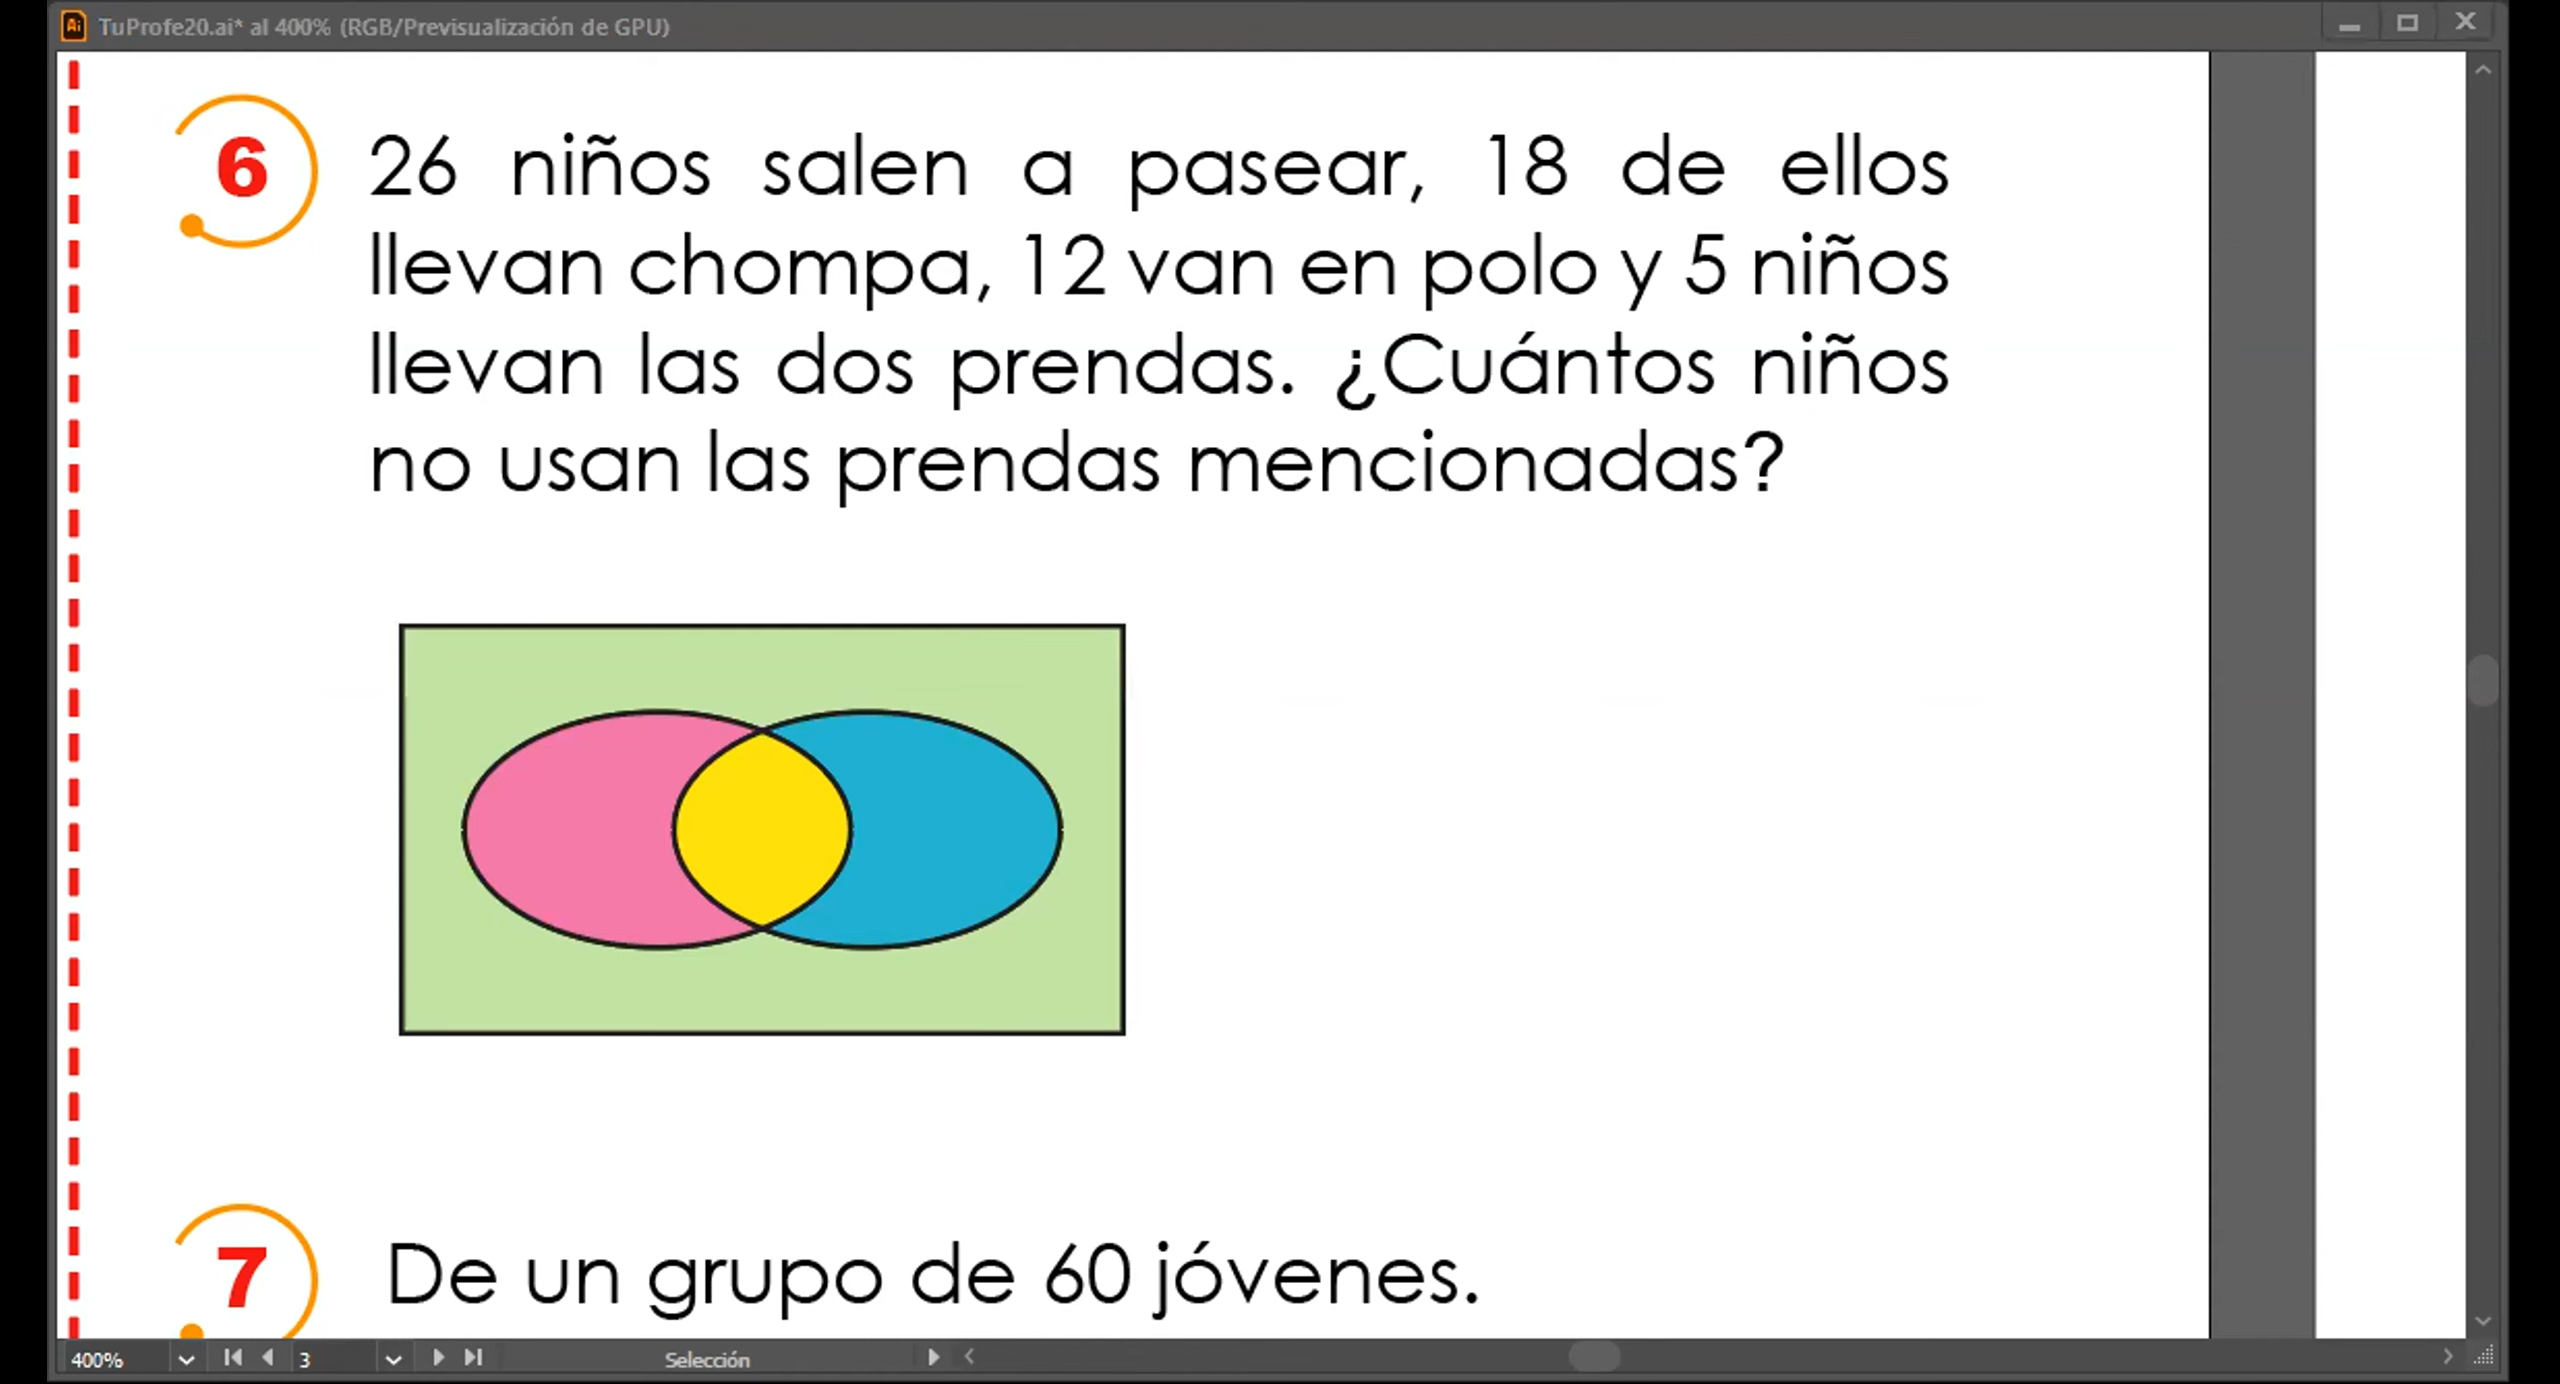 TuProfe20.ai* al 400% (RGB/Previsualización de GPU)
6
26 niños salen a pasear, 18 de ellos
llevan chompa, 12 van en polo y 5 niños
llevan las dos prendas. ¿Cuántos niños
no usan las prendas mencionadas?
7
De un grupo de 60 jóvenes.
400%
3
Selección